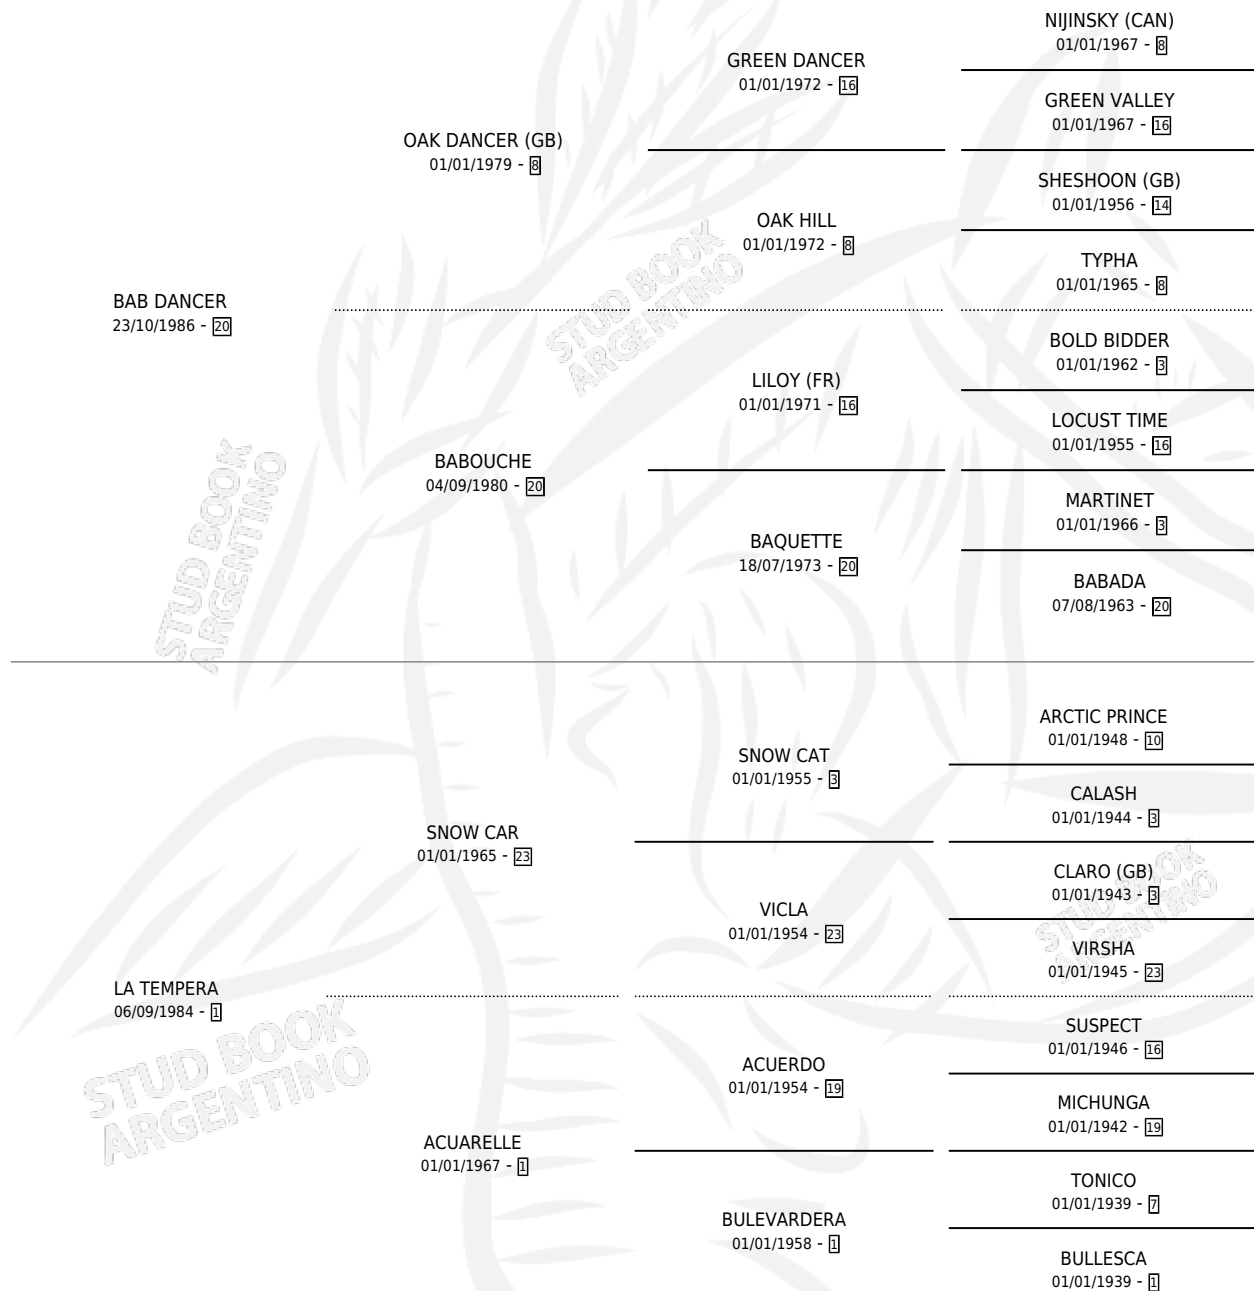 BAB DANCER
23/10/1986 - 20
OAK DANCER (GB)
01/01/1979 - 8
BABOUCHE
04/09/1980 - 20
GREEN DANCER
01/01/1972 - 16
OAK HILL
01/01/1972 - 8
LILOY (FR)
01/01/1971 - 16
BAQUETTE
18/07/1973 - 20
NIJINSKY (CAN)
01/01/1967 - 8
GREEN VALLEY
01/01/1967 - 16
SHESHOON (GB)
01/01/1956 - 14
TYPHA
01/01/1965 - 8
BOLD BIDDER
01/01/1962 - 3
LOCUST TIME
01/01/1955 - 16
MARTINET
01/01/1966 - 3
BABADA
07/08/1963 - 20
LA TEMPERA
06/09/1984 - 1
SNOW CAR
01/01/1965 - 23
ACUARELLE
01/01/1967 - 1
SNOW CAT
01/01/1955 - 3
VICLA
01/01/1954 - 23
ACUERDO
01/01/1954 - 19
BULEVARDERA
01/01/1958 - 1
ARCTIC PRINCE
01/01/1948 - 10
CALASH
01/01/1944 - 3
CLARO (GB)
01/01/1943 - 3
VIRSHA
01/01/1945 - 23
SUSPECT
01/01/1946 - 16
MICHUNGA
01/01/1942 - 19
TONICO
01/01/1939 - 7
BULLESCA
01/01/1939 - 1
STUD BOOK
ARGENTINO
STUD BOOK
ARGENTINO
STUD BOOK
ARGENTINO
STUD BOOK
ARGENTINO